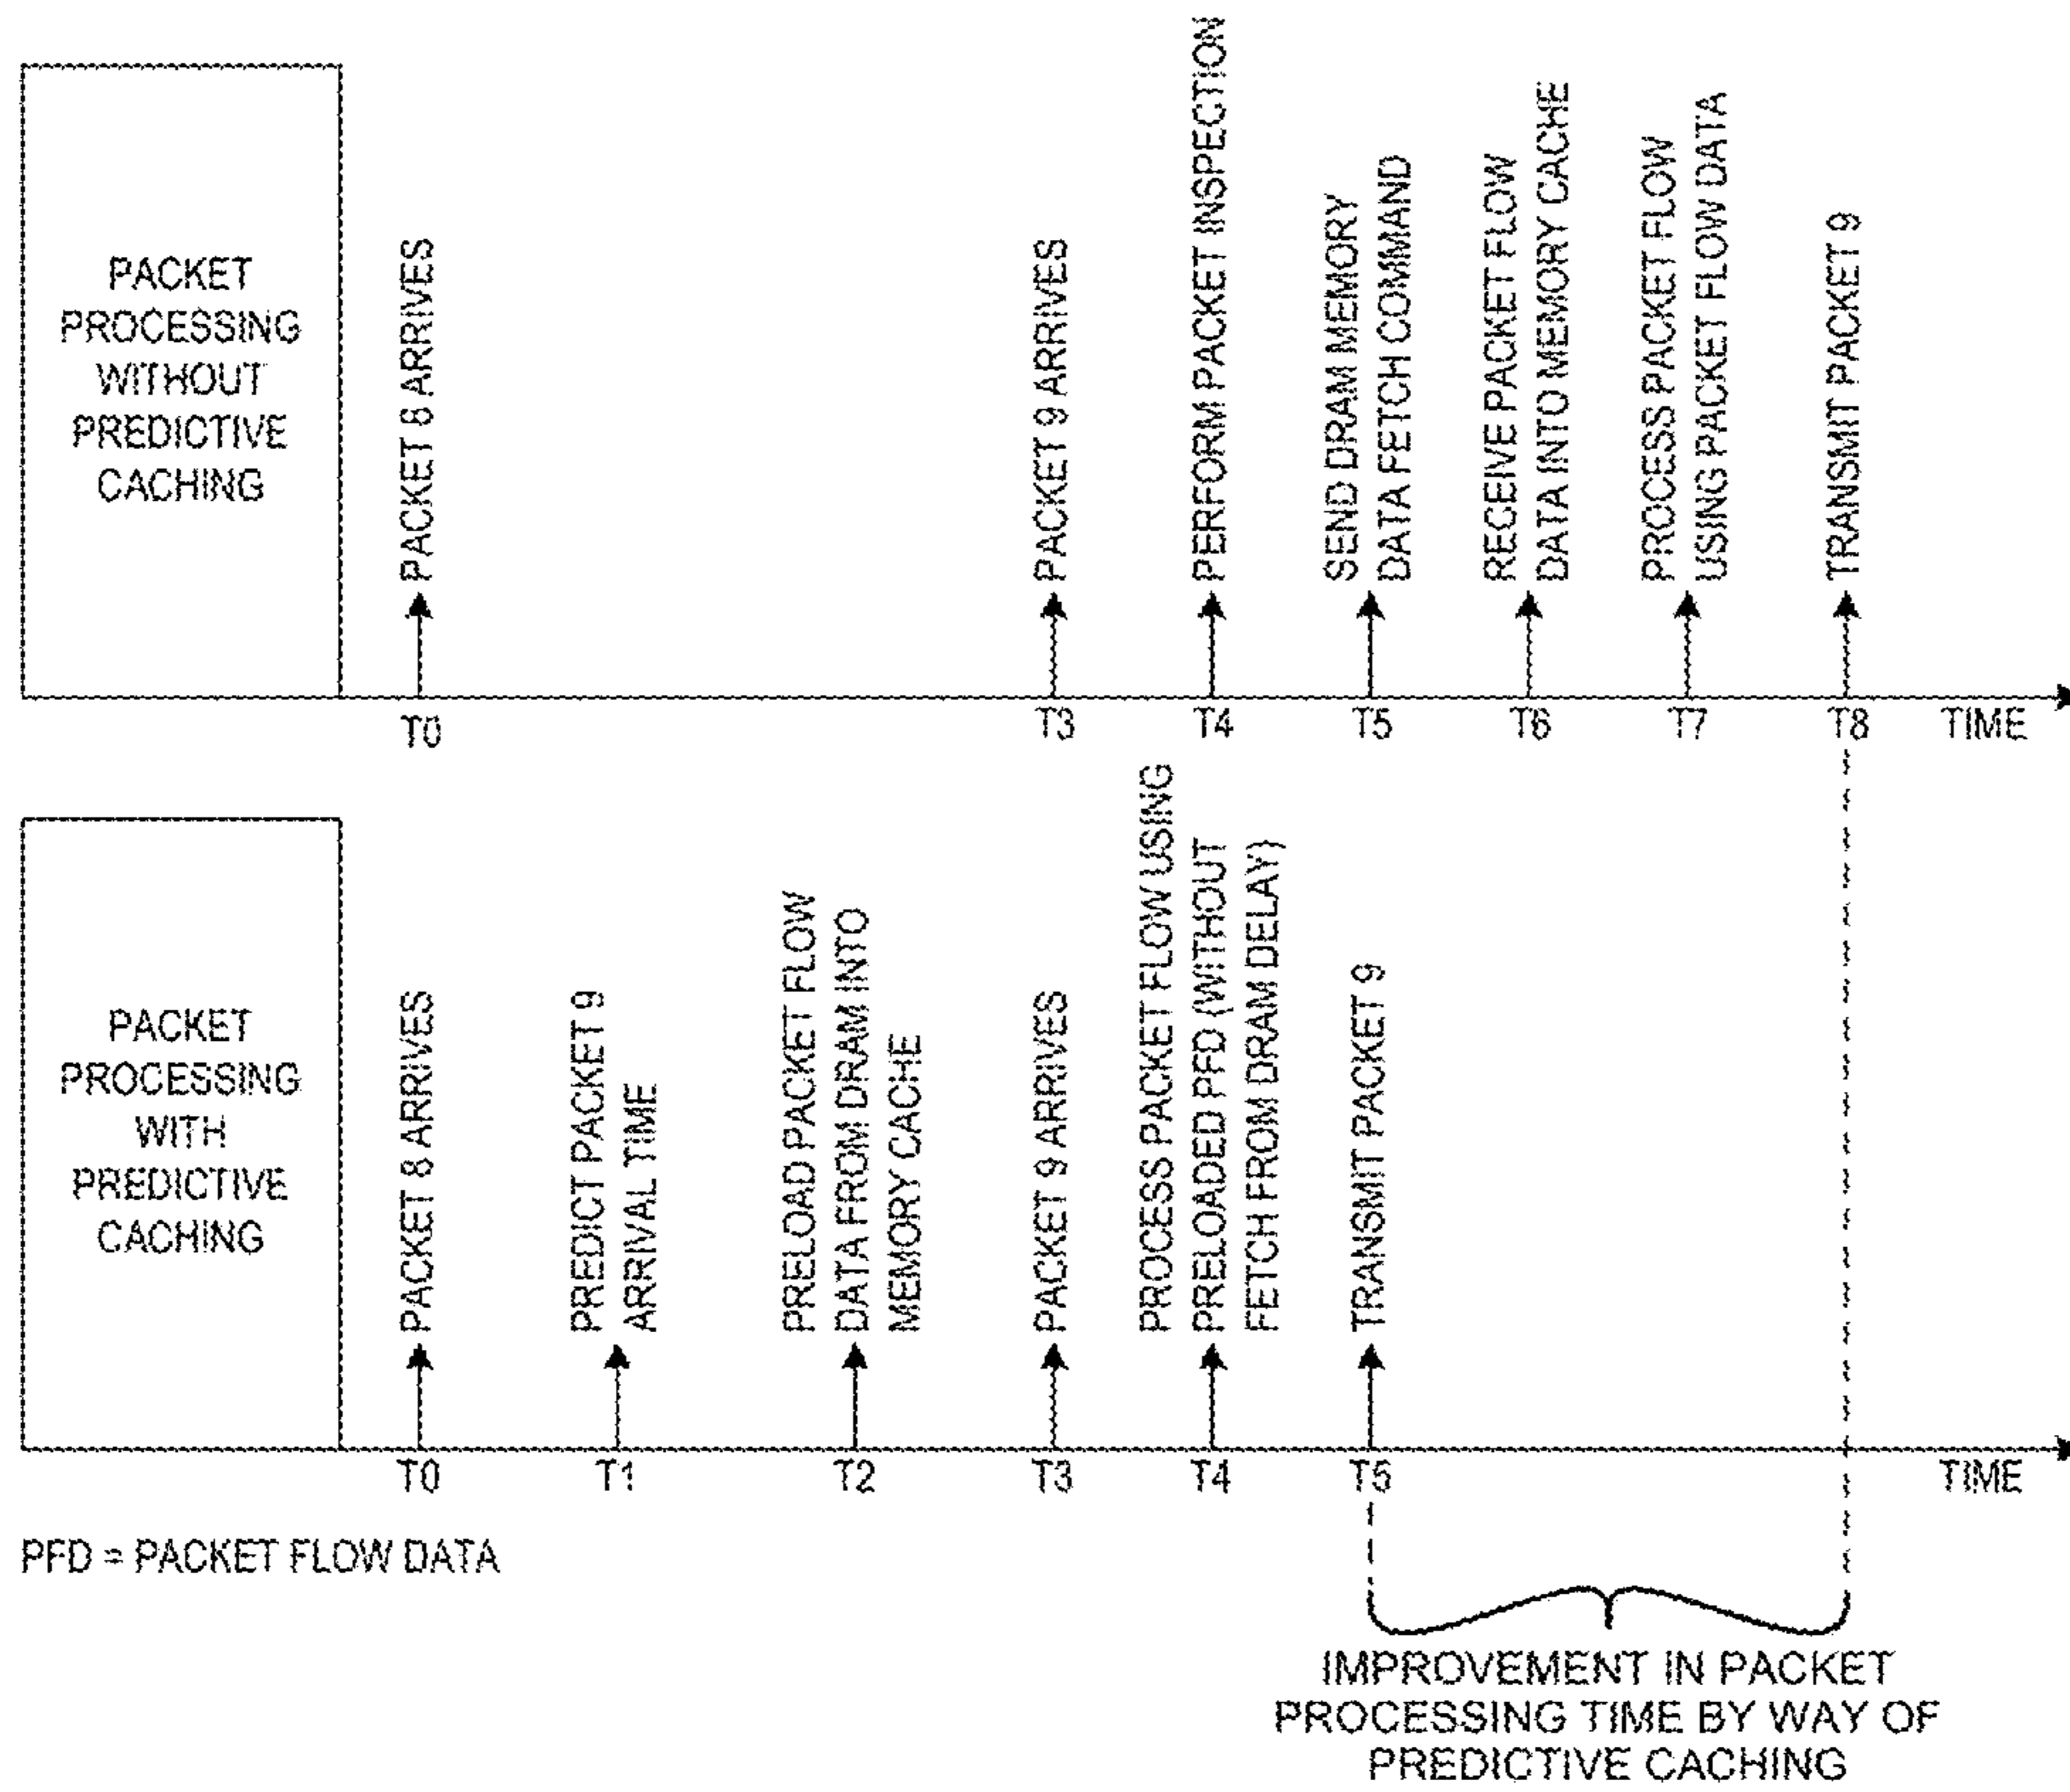 PACKET
PROCESSING
WITHOUT
PREDICTIVE
CACHING
PACKET 8 ARRIVES
PACKET 9 ARRIVES
PERFORM PACKET INSPECTION
SEND DRAM MEMORY
DATA FETCH COMMAND
RECEIVE PACKET FLOW
DATA INTO MEMORY CACHE
PROCESS PACKET FLOW
USING PACKET FLOW DATA
TRANSMIT PACKET 9
T0
T3
T4
T5
T6
T7
T8
TIME
PACKET
PROCESSING
WITH
PREDICTIVE
CACHING
PACKET 8 ARRIVES
PREDICT PACKET 9
ARRIVAL TIME
PRELOAD PACKET FLOW
DATA FROM DRAM INTO
MEMORY CACHE
PACKET 9 ARRIVES
PROCESS PACKET FLOW USING
PRELOADED PFD (WITHOUT
FETCH FROM DRAM DELAY)
TRANSMIT PACKET 9
T0
T1
T2
T3
T4
T5
TIME
PFD = PACKET FLOW DATA
IMPROVEMENT IN PACKET
PROCESSING TIME BY WAY OF
PREDICTIVE CACHING